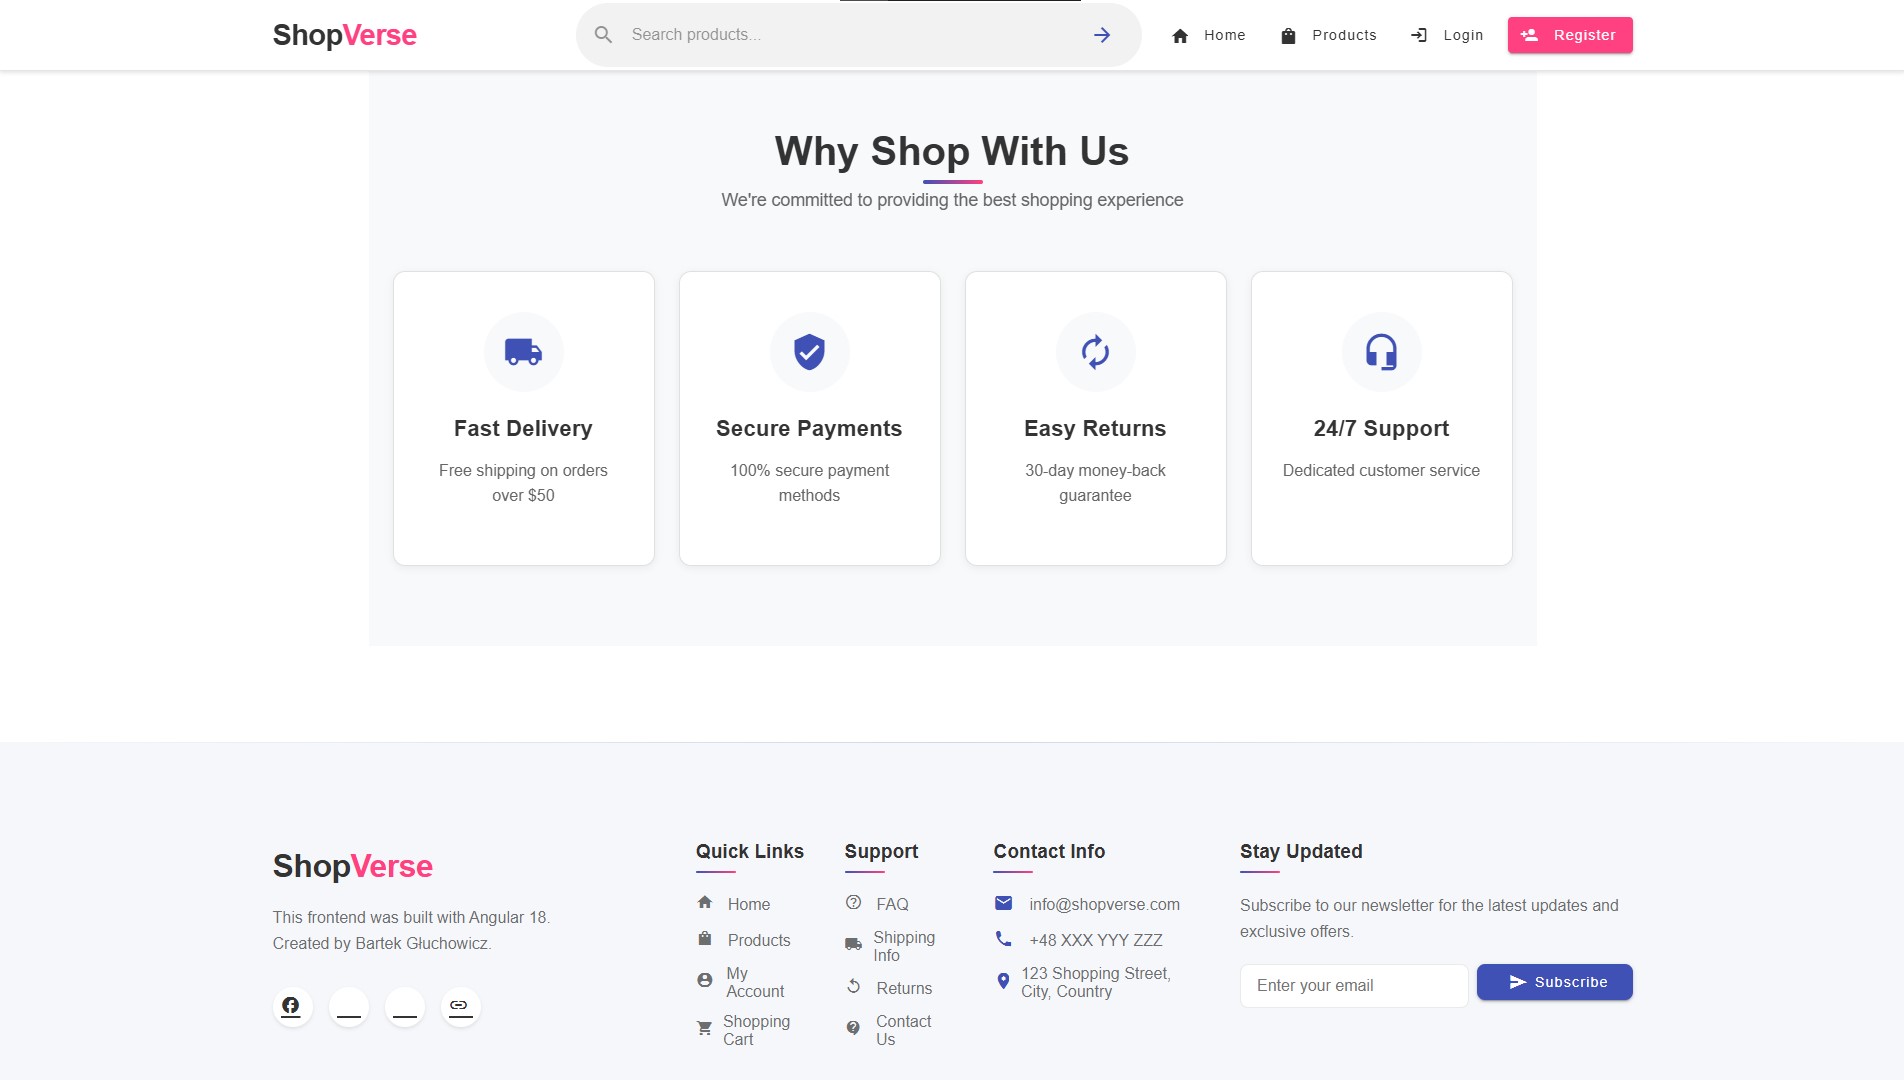 ShopVerse
Search products...
Home
Products
Login
Register
Why Shop With Us
We're committed to providing the best shopping experience
Fast Delivery
Free shipping on orders
over $50
Secure Payments
100% secure payment
methods
Easy Returns
30-day money-back
guarantee
24/7 Support
Dedicated customer service
ShopVerse
This frontend was built with Angular 18.
Created by Bartek Głuchowicz.
Quick Links
Home
Products
My
Account
Shopping
Cart
Support
FAQ
Shipping
Info
Returns
Contact
Us
Contact Info
info@shopverse.com
+48 XXX YYY ZZZ
123 Shopping Street,
City, Country
Stay Updated
Subscribe to our newsletter for the latest updates and
exclusive offers.
Enter your email
Subscribe